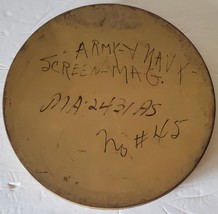 ARMY-NAVY
SCREEN-MAG.
MA-2431 AS
No #45